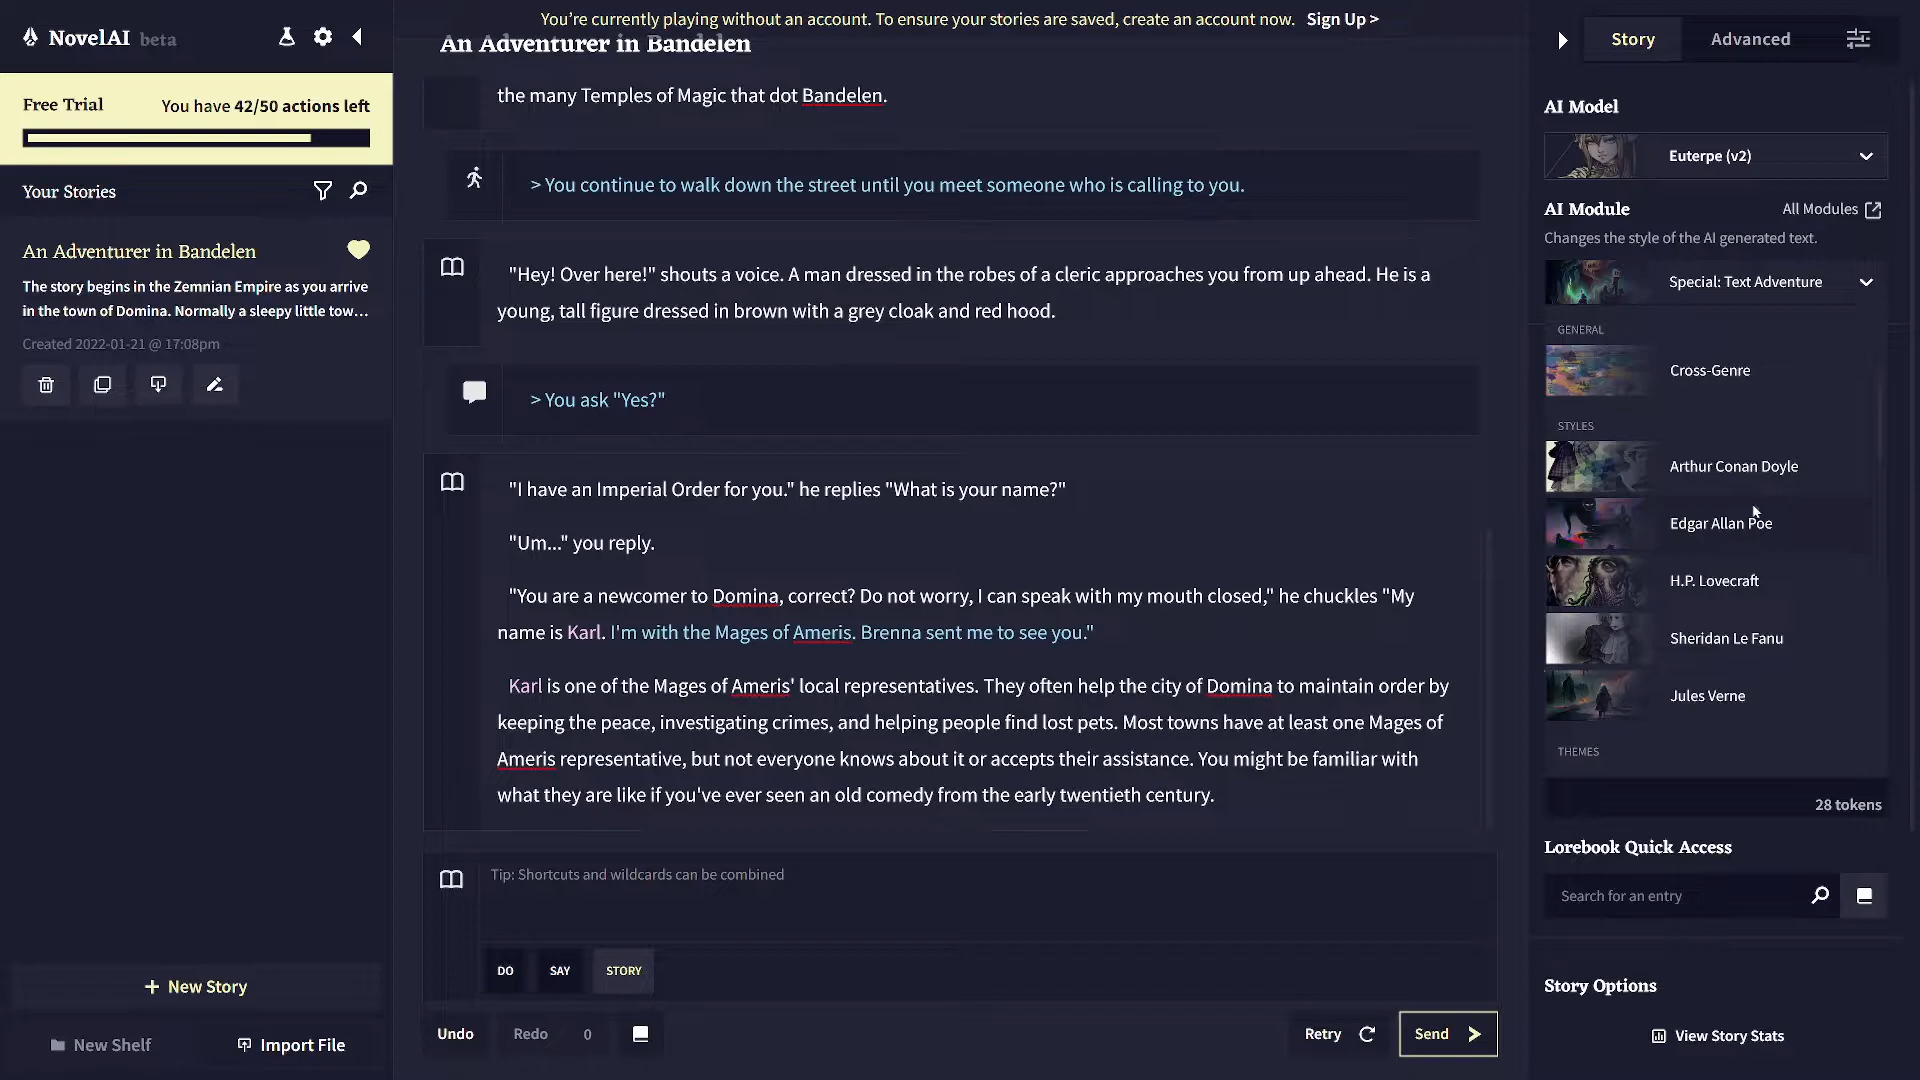 You're currently playing without an account. To ensure your stories are saved, create an account now. Sign Up >
NovelAI beta
Free Trial
You have 42/50 actions left
Your Stories
An Adventurer in Bandelen
The story begins in the Zemnian Empire as you arrive
in the town of Domina. Normally a sleepy little tow...
Created 2022-01-21 @ 17:08pm
+ New Story
New Shelf
Import File
An Adventurer in Bandelen
the many Temples of Magic that dot Bandelen.
> You continue to walk down the street until you meet someone who is calling to you.
"Hey! Over here!" shouts a voice. A man dressed in the robes of a cleric approaches you from up ahead. He is a
young, tall figure dressed in brown with a grey cloak and red hood.
> You ask "Yes?"
"I have an Imperial Order for you." he replies "What is your name?"
"Um..." you reply.
"You are a newcomer to Domina, correct? Do not worry, I can speak with my mouth closed," he chuckles "My
name is Karl. I'm with the Mages of Ameris. Brenna sent me to see you."
Karl is one of the Mages of Ameris' local representatives. They often help the city of Domina to maintain order by
keeping the peace, investigating crimes, and helping people find lost pets. Most towns have at least one Mages of
Ameris representative, but not everyone knows about it or accepts their assistance. You might be familiar with
what they are like if you've ever seen an old comedy from the early twentieth century.
Tip: Shortcuts and wildcards can be combined
DO
SAY
STORY
Undo
Redo
0
Retry
Send
Story
Advanced
AI Model
Euterpe (v2)
AI Module
All Modules
Changes the style of the AI generated text.
Special: Text Adventure
GENERAL
Cross-Genre
STYLES
Arthur Conan Doyle
Edgar Allan Poe
H.P. Lovecraft
Sheridan Le Fanu
Jules Verne
THEMES
28 tokens
Lorebook Quick Access
Search for an entry
Story Options
View Story Stats